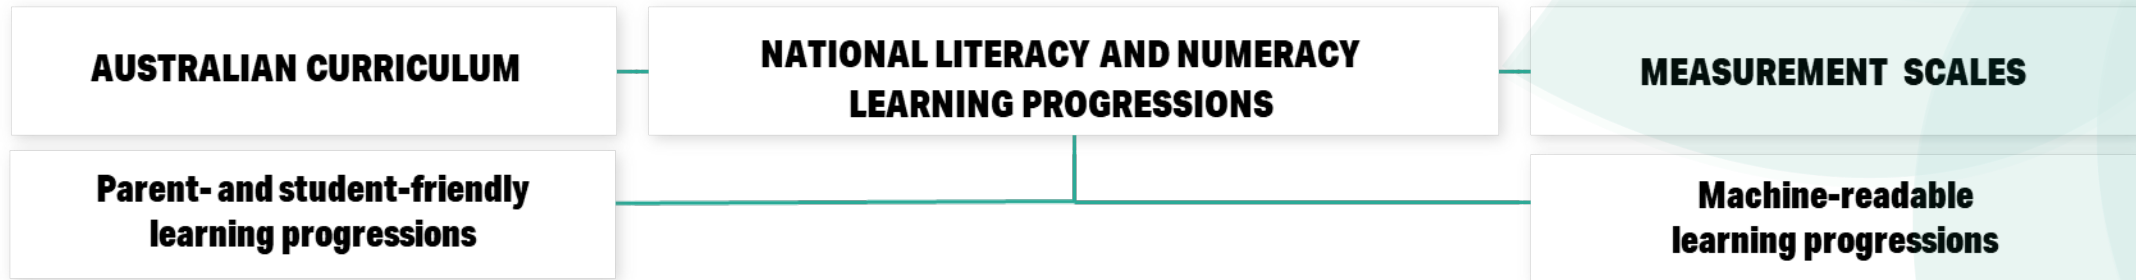 AUSTRALIAN CURRICULUM
NATIONAL LITERACY AND NUMERACY
LEARNING PROGRESSIONS
MEASUREMENT SCALES
Parent- and student-friendly
learning progressions
Machine-readable
learning progressions